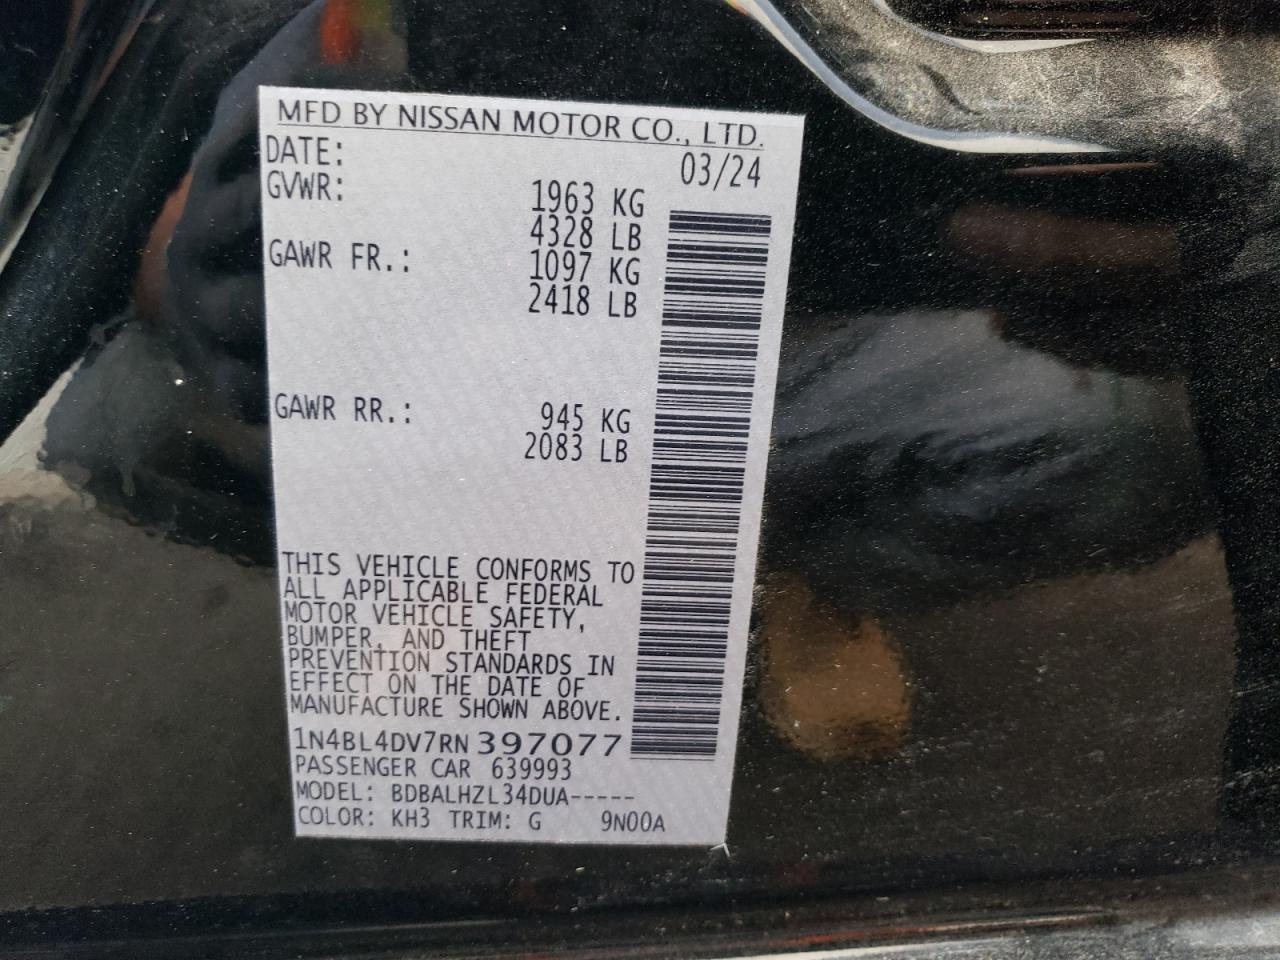 MFD BY NISSAN MOTOR CO., LTD.
DATE: 03/24
GVWR: 1963 KG
4328 LB
GAWR FR.: 1097 KG
2418 LB
GAWR RR.: 945 KG
2083 LB
THIS VEHICLE CONFORMS TO
ALL APPLICABLE FEDERAL
MOTOR VEHICLE SAFETY,
BUMPER, AND THEFT
PREVENTION STANDARDS IN
EFFECT ON THE DATE OF
MANUFACTURE SHOWN ABOVE.
1N4BL4DV7RN 397077
PASSENGER CAR 639993
MODEL: BDBALHZL34DUA-----
COLOR: KH3 TRIM: G 9N00A